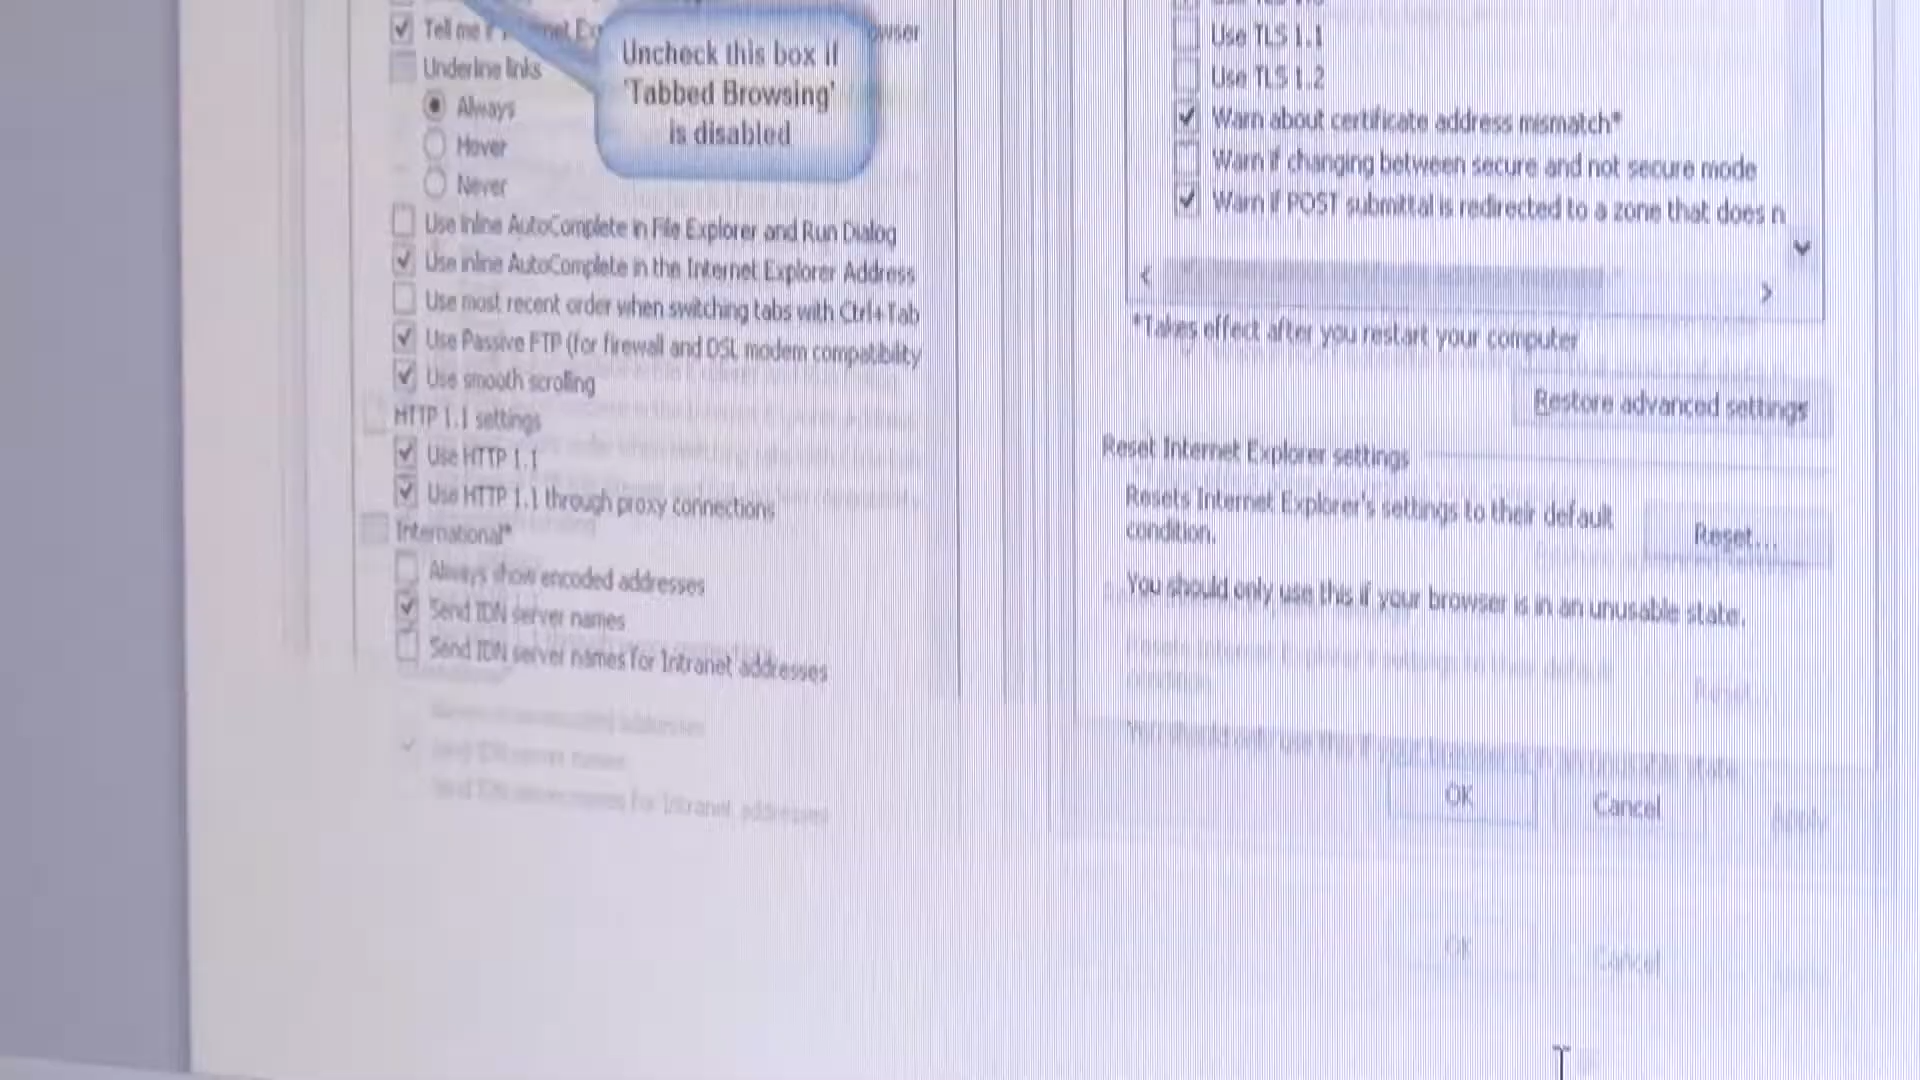 Tell me if Internet Ex
owser
Uncheck this box if
'Tabbed Browsing'
is disabled
Underline links
Always
Hover
Never
Use inline AutoComplete in File Explorer and Run Dialog
Use inline AutoComplete in the Internet Explorer Address
Use most recent order when switching tabs with Ctrl+Tab
Use Passive FTP (for firewall and DSL modem compatibility
Use smooth scrolling
HTTP 1.1 settings
Use HTTP 1.1
Use HTTP 1.1 through proxy connections
International*
Always show encoded addresses
Send IDN server names
Send IDN server names for Intranet addresses
Use TLS 1.1
Use TLS 1.2
Warn about certificate address mismatch*
Warn if changing between secure and not secure mode
Warn if POST submittal is redirected to a zone that does n
*Takes effect after you restart your computer
Restore advanced settings
Reset Internet Explorer settings
Resets Internet Explorer's settings to their default
condition.
Reset...
You should only use this if your browser is in an unusable state.
OK
Cancel
Apply